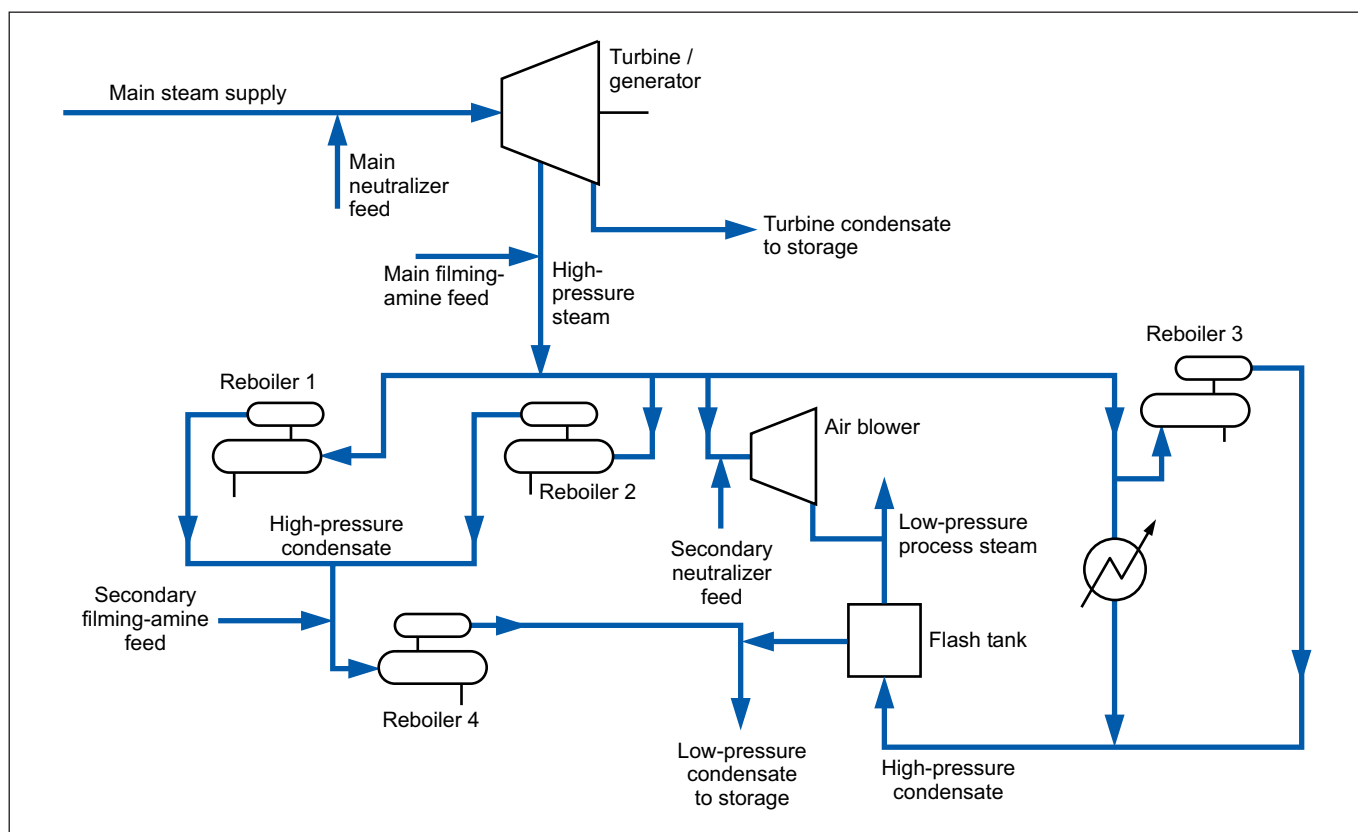 Turbine /
generator
Main steam supply
Main
neutralizer
feed
Turbine condensate
to storage
Main filming-
amine feed
High-
pressure
steam
Reboiler 3
Reboiler 1
Air blower
Reboiler 2
High-pressure
condensate
Low-pressure
process steam
Secondary
neutralizer
feed
Secondary
filming-amine
feed
Flash tank
Reboiler 4
Low-pressure
condensate
to storage
High-pressure
condensate